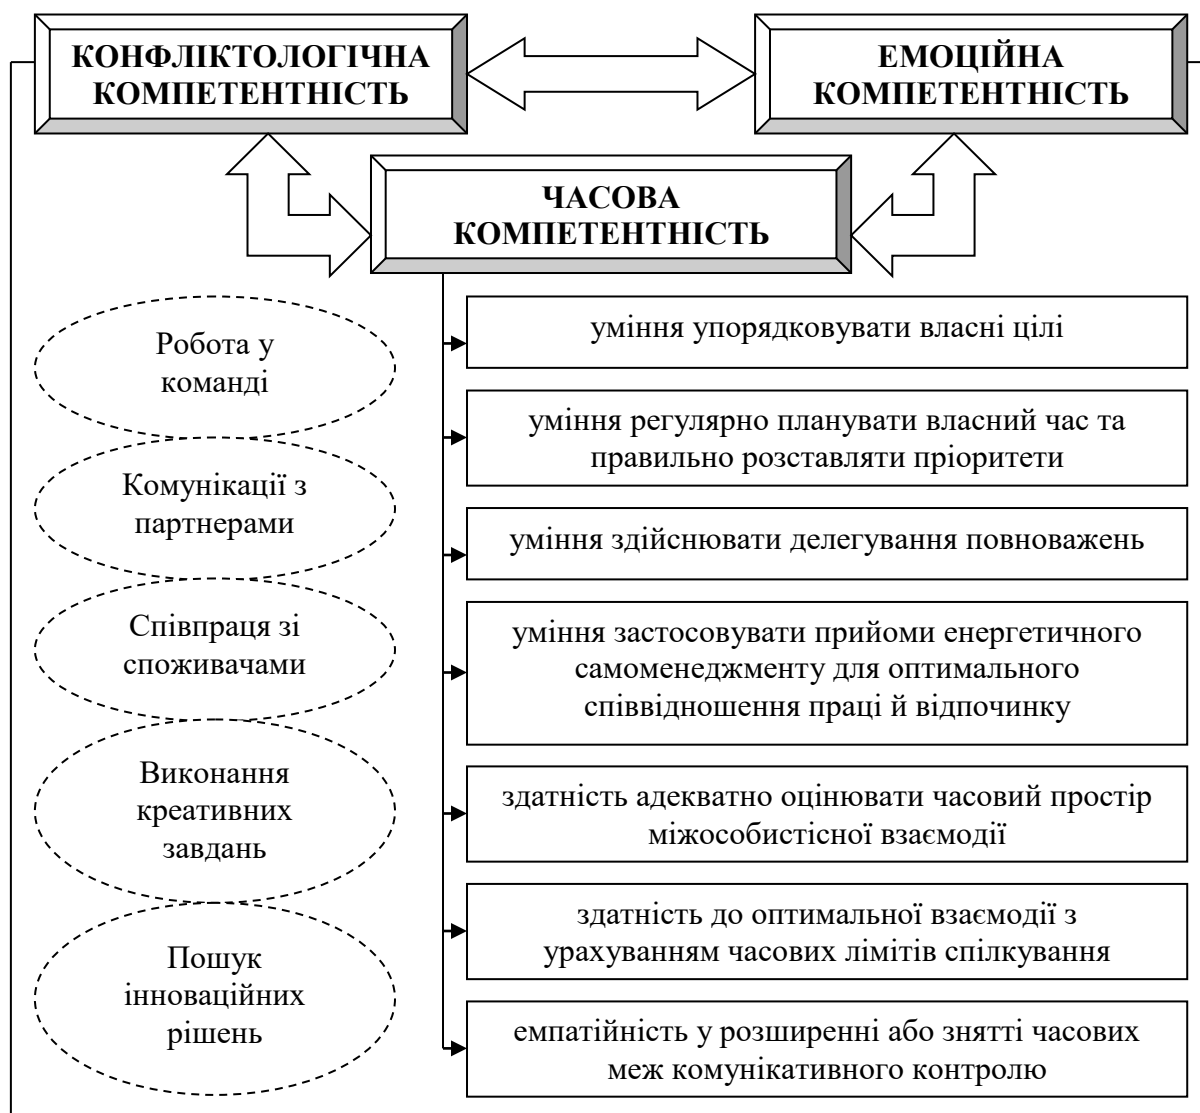 КОНФЛІКТОЛОГІЧНА
КОМПЕТЕНТНІСТЬ
ЕМОЦІЙНА
КОМПЕТЕНТНІСТЬ
ЧАСОВА
КОМПЕТЕНТНІСТЬ
Робота у
команді
Комунікації з
партнерами
Співпраця зі
споживачами
Виконання
креативних
завдань
Пошук
інноваційних
рішень
уміння упорядковувати власні цілі
уміння регулярно планувати власний час та
правильно розставляти пріоритети
уміння здійснювати делегування повноважень
уміння застосовувати прийоми енергетичного
самоменеджменту для оптимального
співвідношення праці й відпочинку
здатність адекватно оцінювати часовий простір
міжособистісної взаємодії
здатність до оптимальної взаємодії з
урахуванням часових лімітів спілкування
емпатійність у розширенні або знятті часових
меж комунікативного контролю